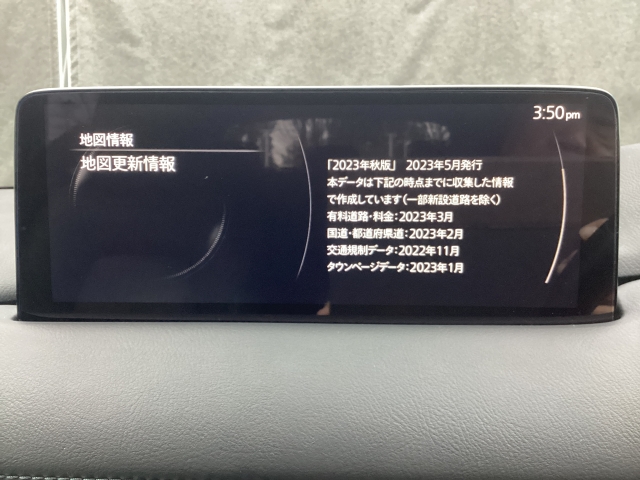 3:50pm
地図情報
地図更新情報
「2023年秋版」 2023年5月発行
本データは下記の時点までに収集した情報
で作成しています(一部新設道路を除く)
有料道路・料金:2023年3月
国道・都道府県道:2023年2月
交通規制データ:2022年11月
タウンページデータ:2023年1月